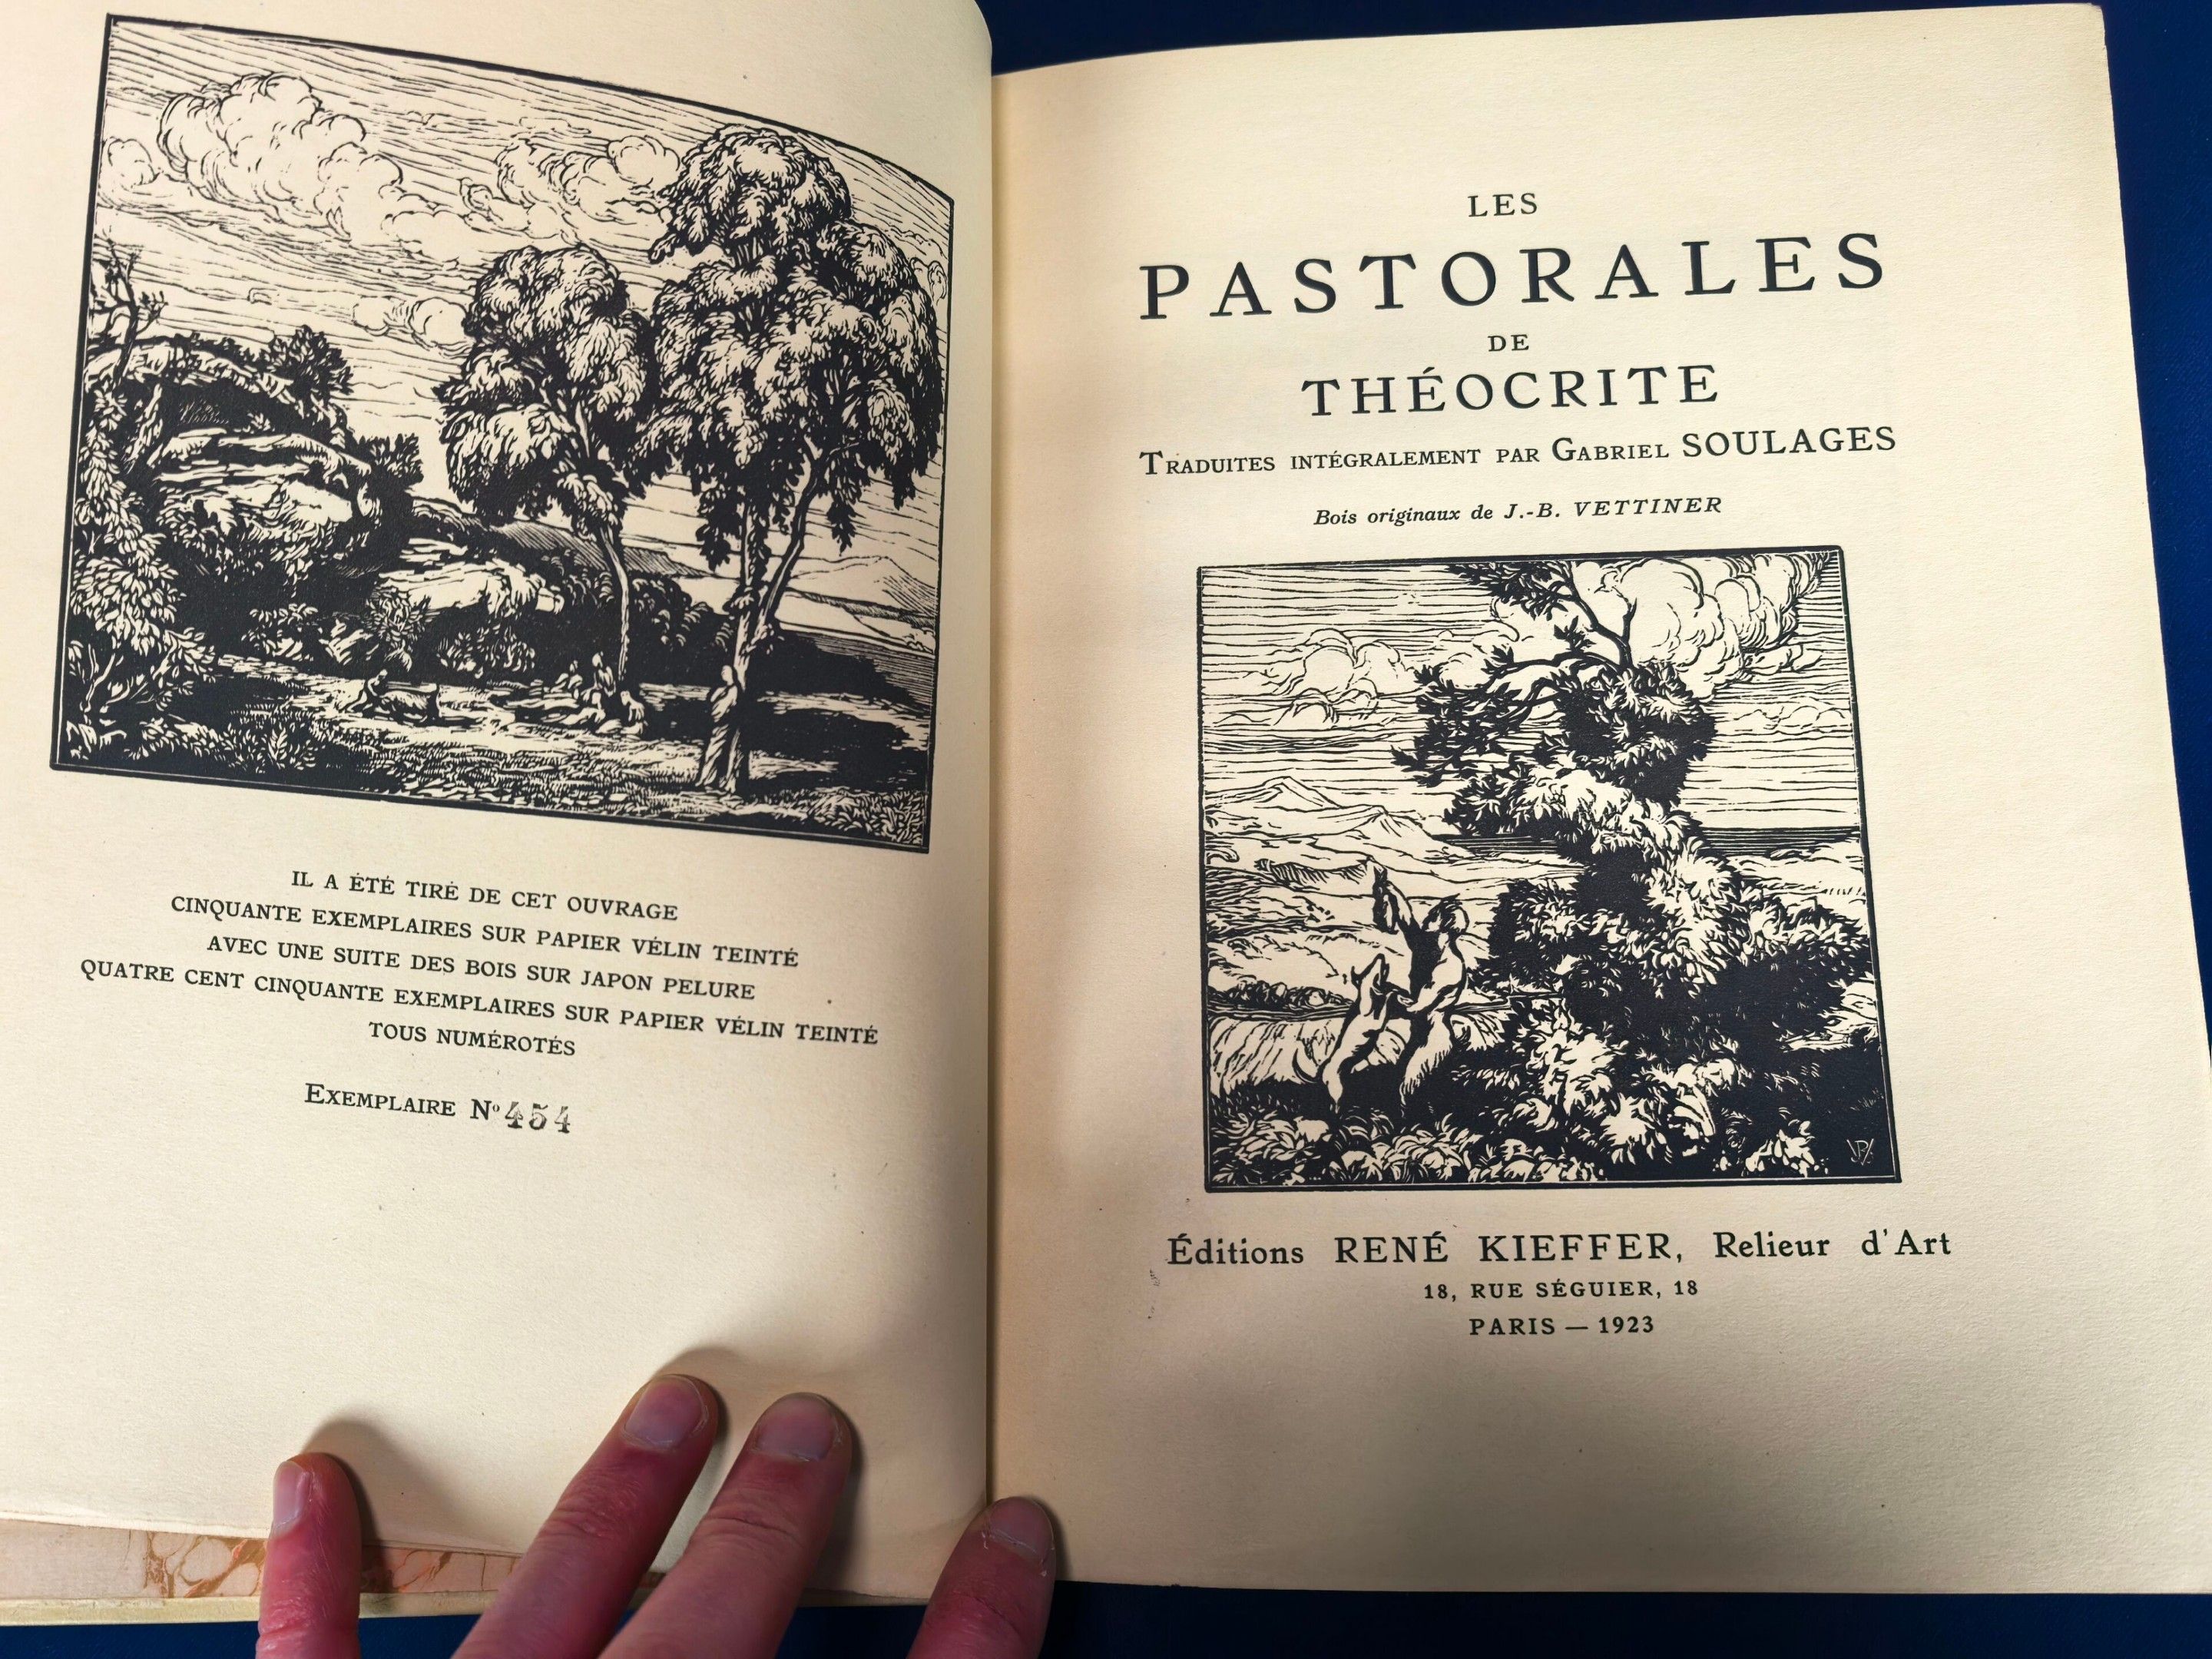 IL A ÉTÉ TIRÉ DE CET OUVRAGE
CINQUANTE EXEMPLAIRES SUR PAPIER VÉLIN TEINTÉ
AVEC UNE SUITE DES BOIS SUR JAPON PELURE
QUATRE CENT CINQUANTE EXEMPLAIRES SUR PAPIER VÉLIN TEINTÉ
TOUS NUMÉROTÉS
EXEMPLAIRE Nº 454
LES
PASTORALES
DE
THÉOCRITE
TRADUITES INTÉGRALEMENT PAR GABRIEL SOULAGES
Bois originaux de J.-B. VETTINER
Éditions RENÉ KIEFFER, Relieur d'Art
18, RUE SÉGUIER, 18
PARIS — 1923